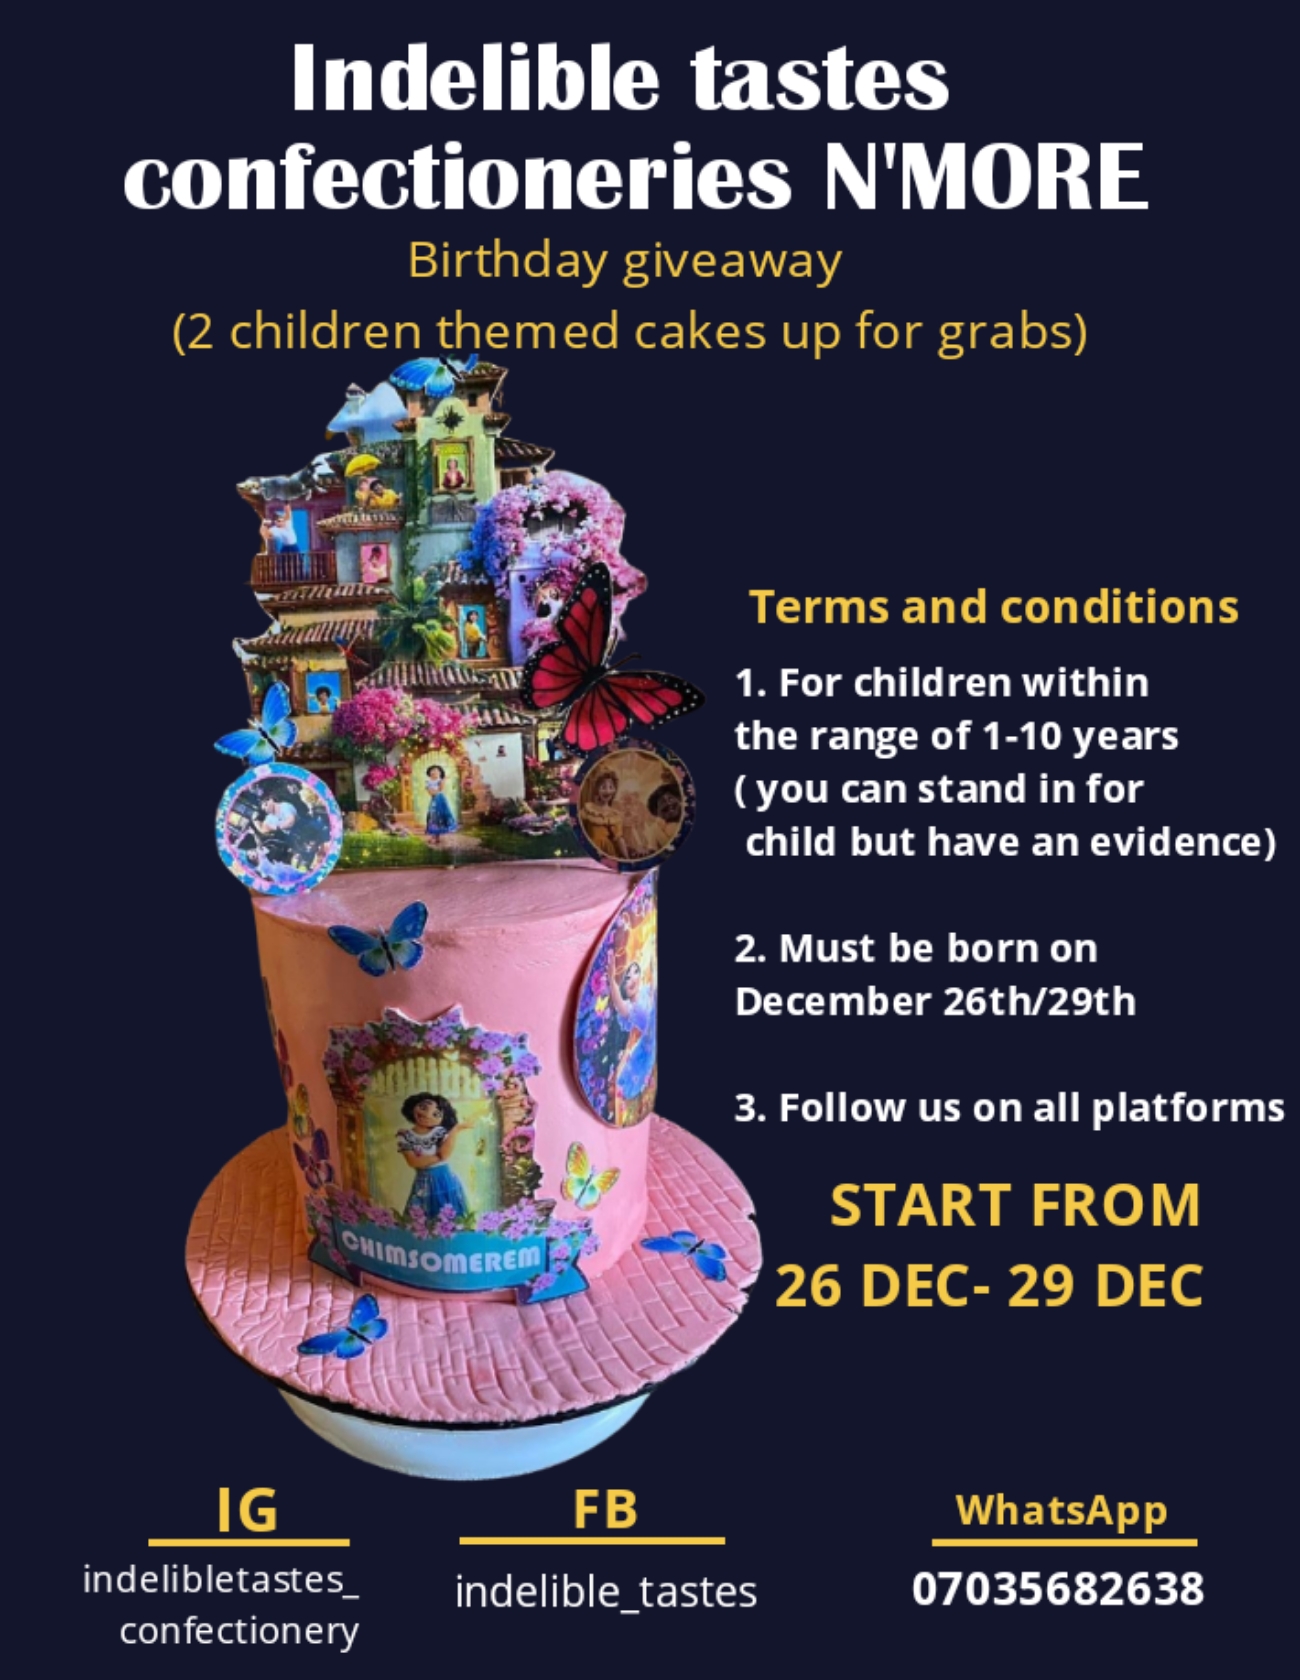 Indelible tastes
confectioneries N'MORE
Birthday giveaway
(2 children themed cakes up for grabs)
Terms and conditions
1. For children within
the range of 1-10 years
( you can stand in for
child but have an evidence)
2. Must be born on
December 26th/29th
3. Follow us on all platforms
START FROM
26 DEC- 29 DEC
CHIMSOMEREM
IG
indelibletastes_
confectionery
FB
indelible_tastes
WhatsApp
07035682638